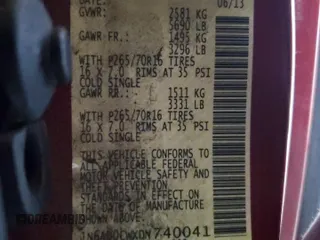 06/13
GVWR: 2581 KG
5690 LB
GAWR FR: 1495 KG
3296 LB
WITH P265/70R16 TIRES
16 X 7.0 RIMS AT 35 PSI
COLD SINGLE
GAWR RR: 1511 KG
3331 LB
WITH P265/70R16 TIRES
16 X 7.0 RIMS AT 35 PSI
COLD SINGLE
THIS VEHICLE CONFORMS TO
ALL APPLICABLE FEDERAL
SAFETY AND
THEFT PREVENTION
STANDARDS IN EFFECT ON
THE DATE OF MANUFACTURE
SHOWN ABOVE.
740041